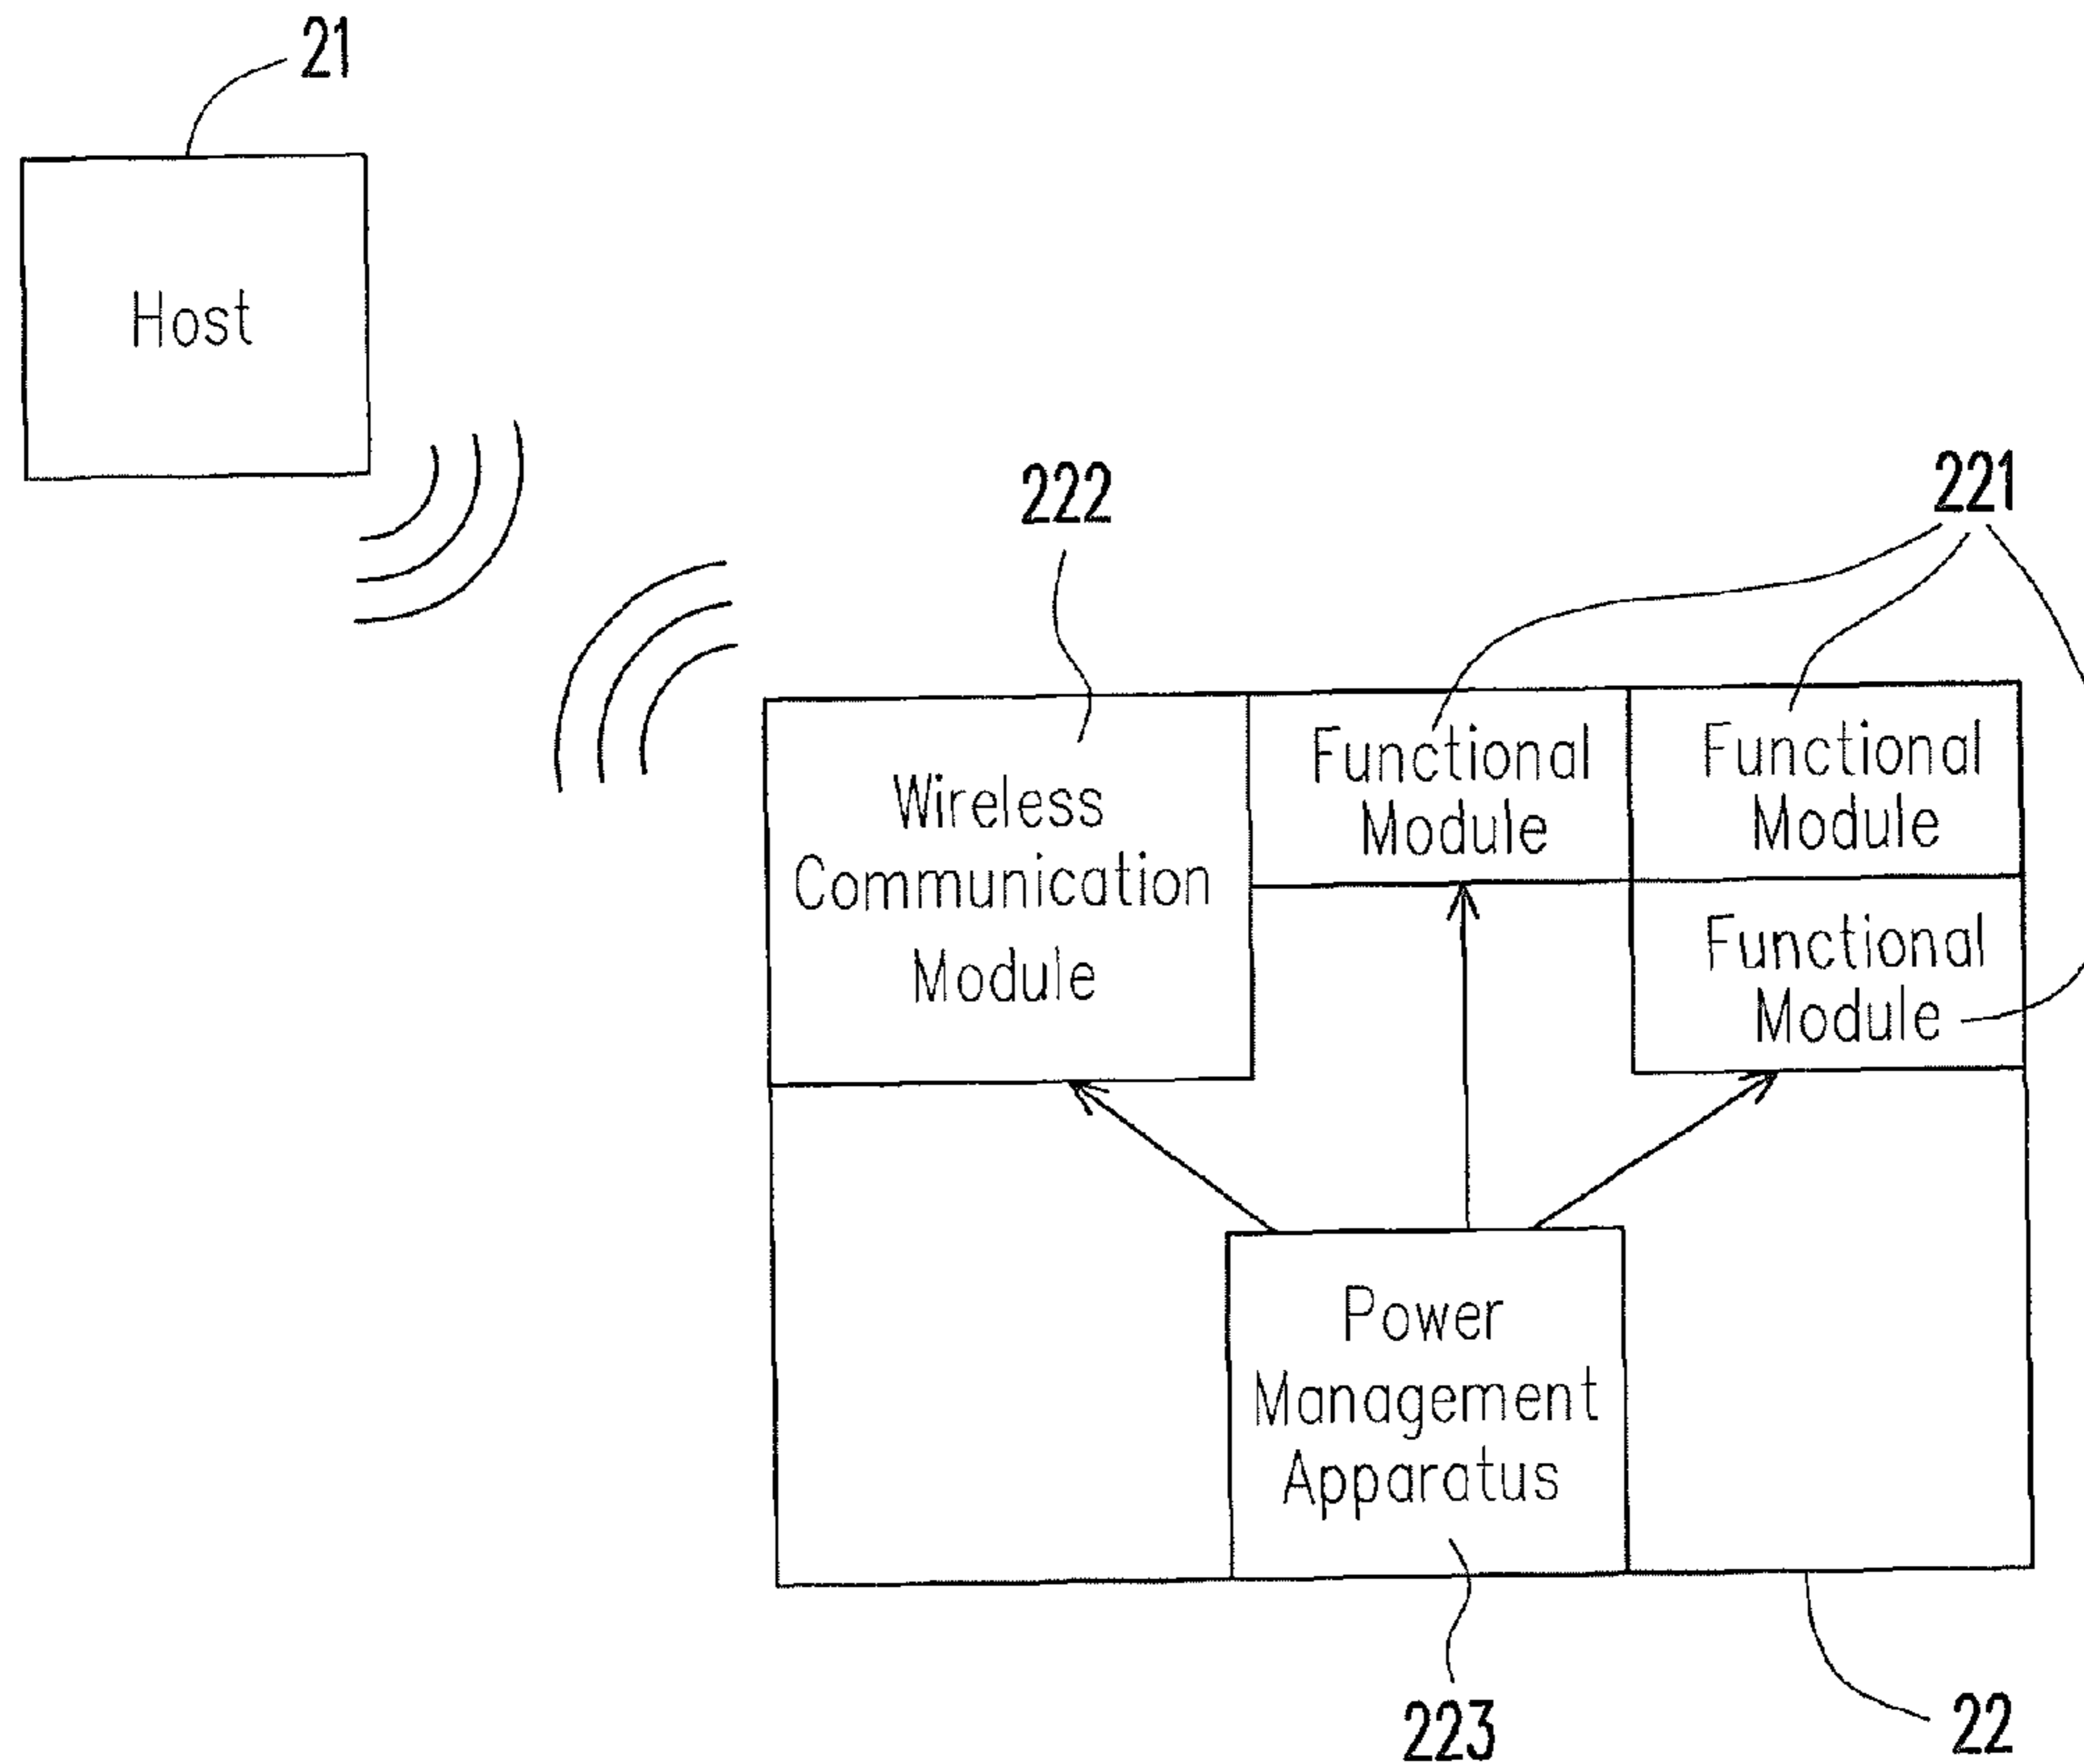 21
Host
222
221
Wireless
Communication
Module
Functional
Module
Functional
Module
Functional
Module
Power
Management
Apparatus
223
22